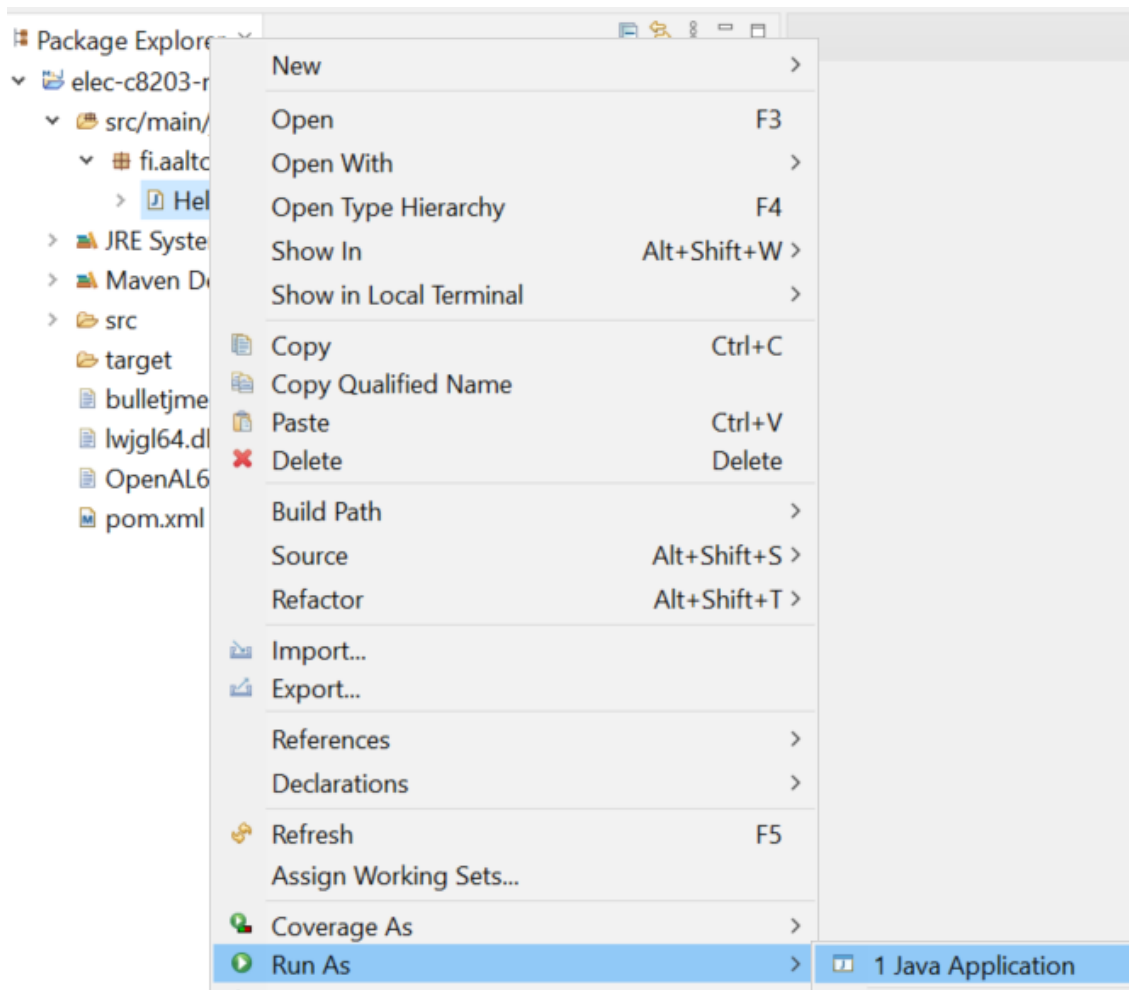 Package Explorer
elec-c8203-r
src/main/
fi.aalto
Hel
JRE Syste
Maven De
src
target
bulletjme
lwjgl64.dl
OpenAL6
pom.xml
New
Open F3
Open With
Open Type Hierarchy F4
Show In Alt+Shift+W
Show in Local Terminal
Copy Ctrl+C
Copy Qualified Name
Paste Ctrl+V
Delete Delete
Build Path
Source Alt+Shift+S
Refactor Alt+Shift+T
Import...
Export...
References
Declarations
Refresh F5
Assign Working Sets...
Coverage As
Run As
1 Java Application